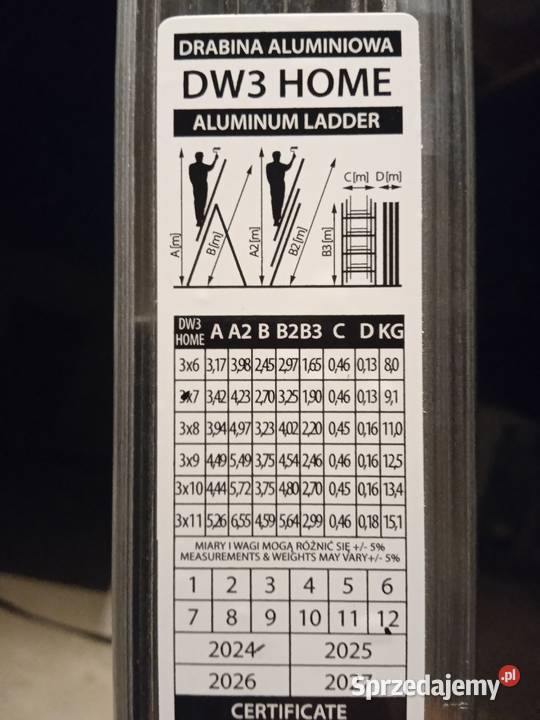 DRABINA ALUMINIOWA
DW3 HOME
ALUMINUM LADDER
C[m] D[m]
A[m] B[m] A2[m] B2[m] B3[m]
DW3 HOME A A2 B B2 B3 C D KG
3x6 3,17 3,98 2,45 2,97 1,65 0,46 0,13 8,0
3x7 3,42 4,23 2,70 3,25 1,90 0,46 0,13 9,1
3x8 3,94 4,97 3,23 4,02 2,20 0,45 0,16 11,0
3x9 4,49 5,49 3,75 4,54 2,46 0,46 0,16 12,5
3x10 4,44 5,72 3,75 4,80 2,70 0,45 0,16 13,4
3x11 5,26 6,55 4,59 5,64 2,99 0,46 0,18 15,1
MIARY I WAGI MOGĄ RÓŻNIĆ SIĘ +/- 5%
MEASUREMENTS & WEIGHTS MAY VARY+/-5%
1 2 3 4 5 6
7 8 9 10 11 12
2024 2025
2026
Sprzedajemy.pl
CERTIFICATE